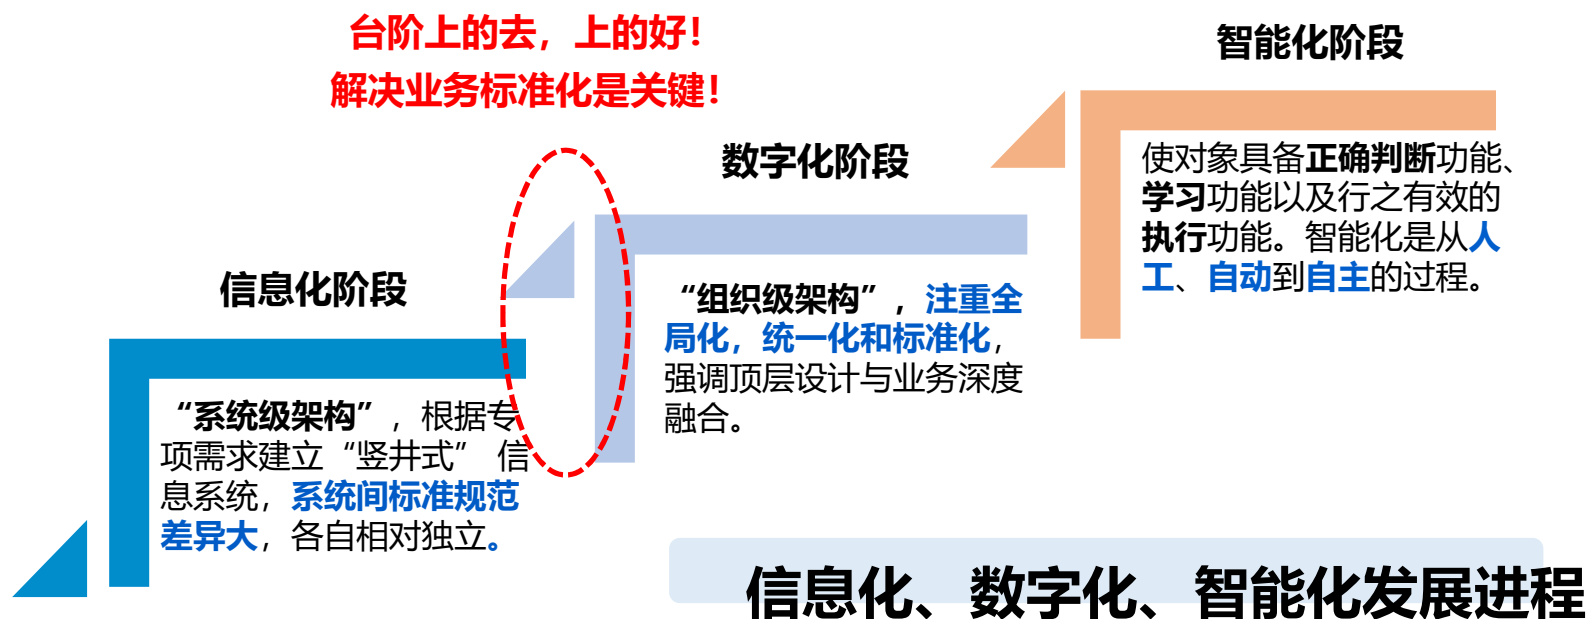 台阶上的去，上的好！
解决业务标准化是关键！
智能化阶段
使对象具备正确判断功能、
学习功能以及行之有效的
执行功能。智能化是从人
工、自动到自主的过程。
数字化阶段
“组织级架构”，注重全
局化，统一化和标准化，
强调顶层设计与业务深度
融合。
信息化阶段
“系统级架构”，根据专
项需求建立“竖井式” 信
息系统，系统间标准规范
差异大，各自相对独立。
信息化、数字化、智能化发展进程